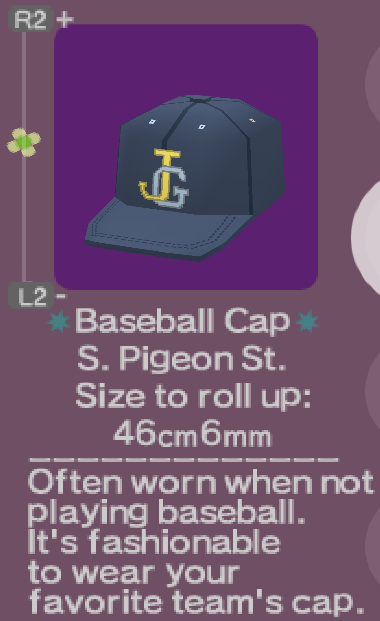 R2 +
JG
L2 -
Baseball Cap
S. Pigeon St.
Size to roll up:
46cm6mm
Often worn when not
playing baseball.
It's fashionable
to wear your
favorite team's cap.